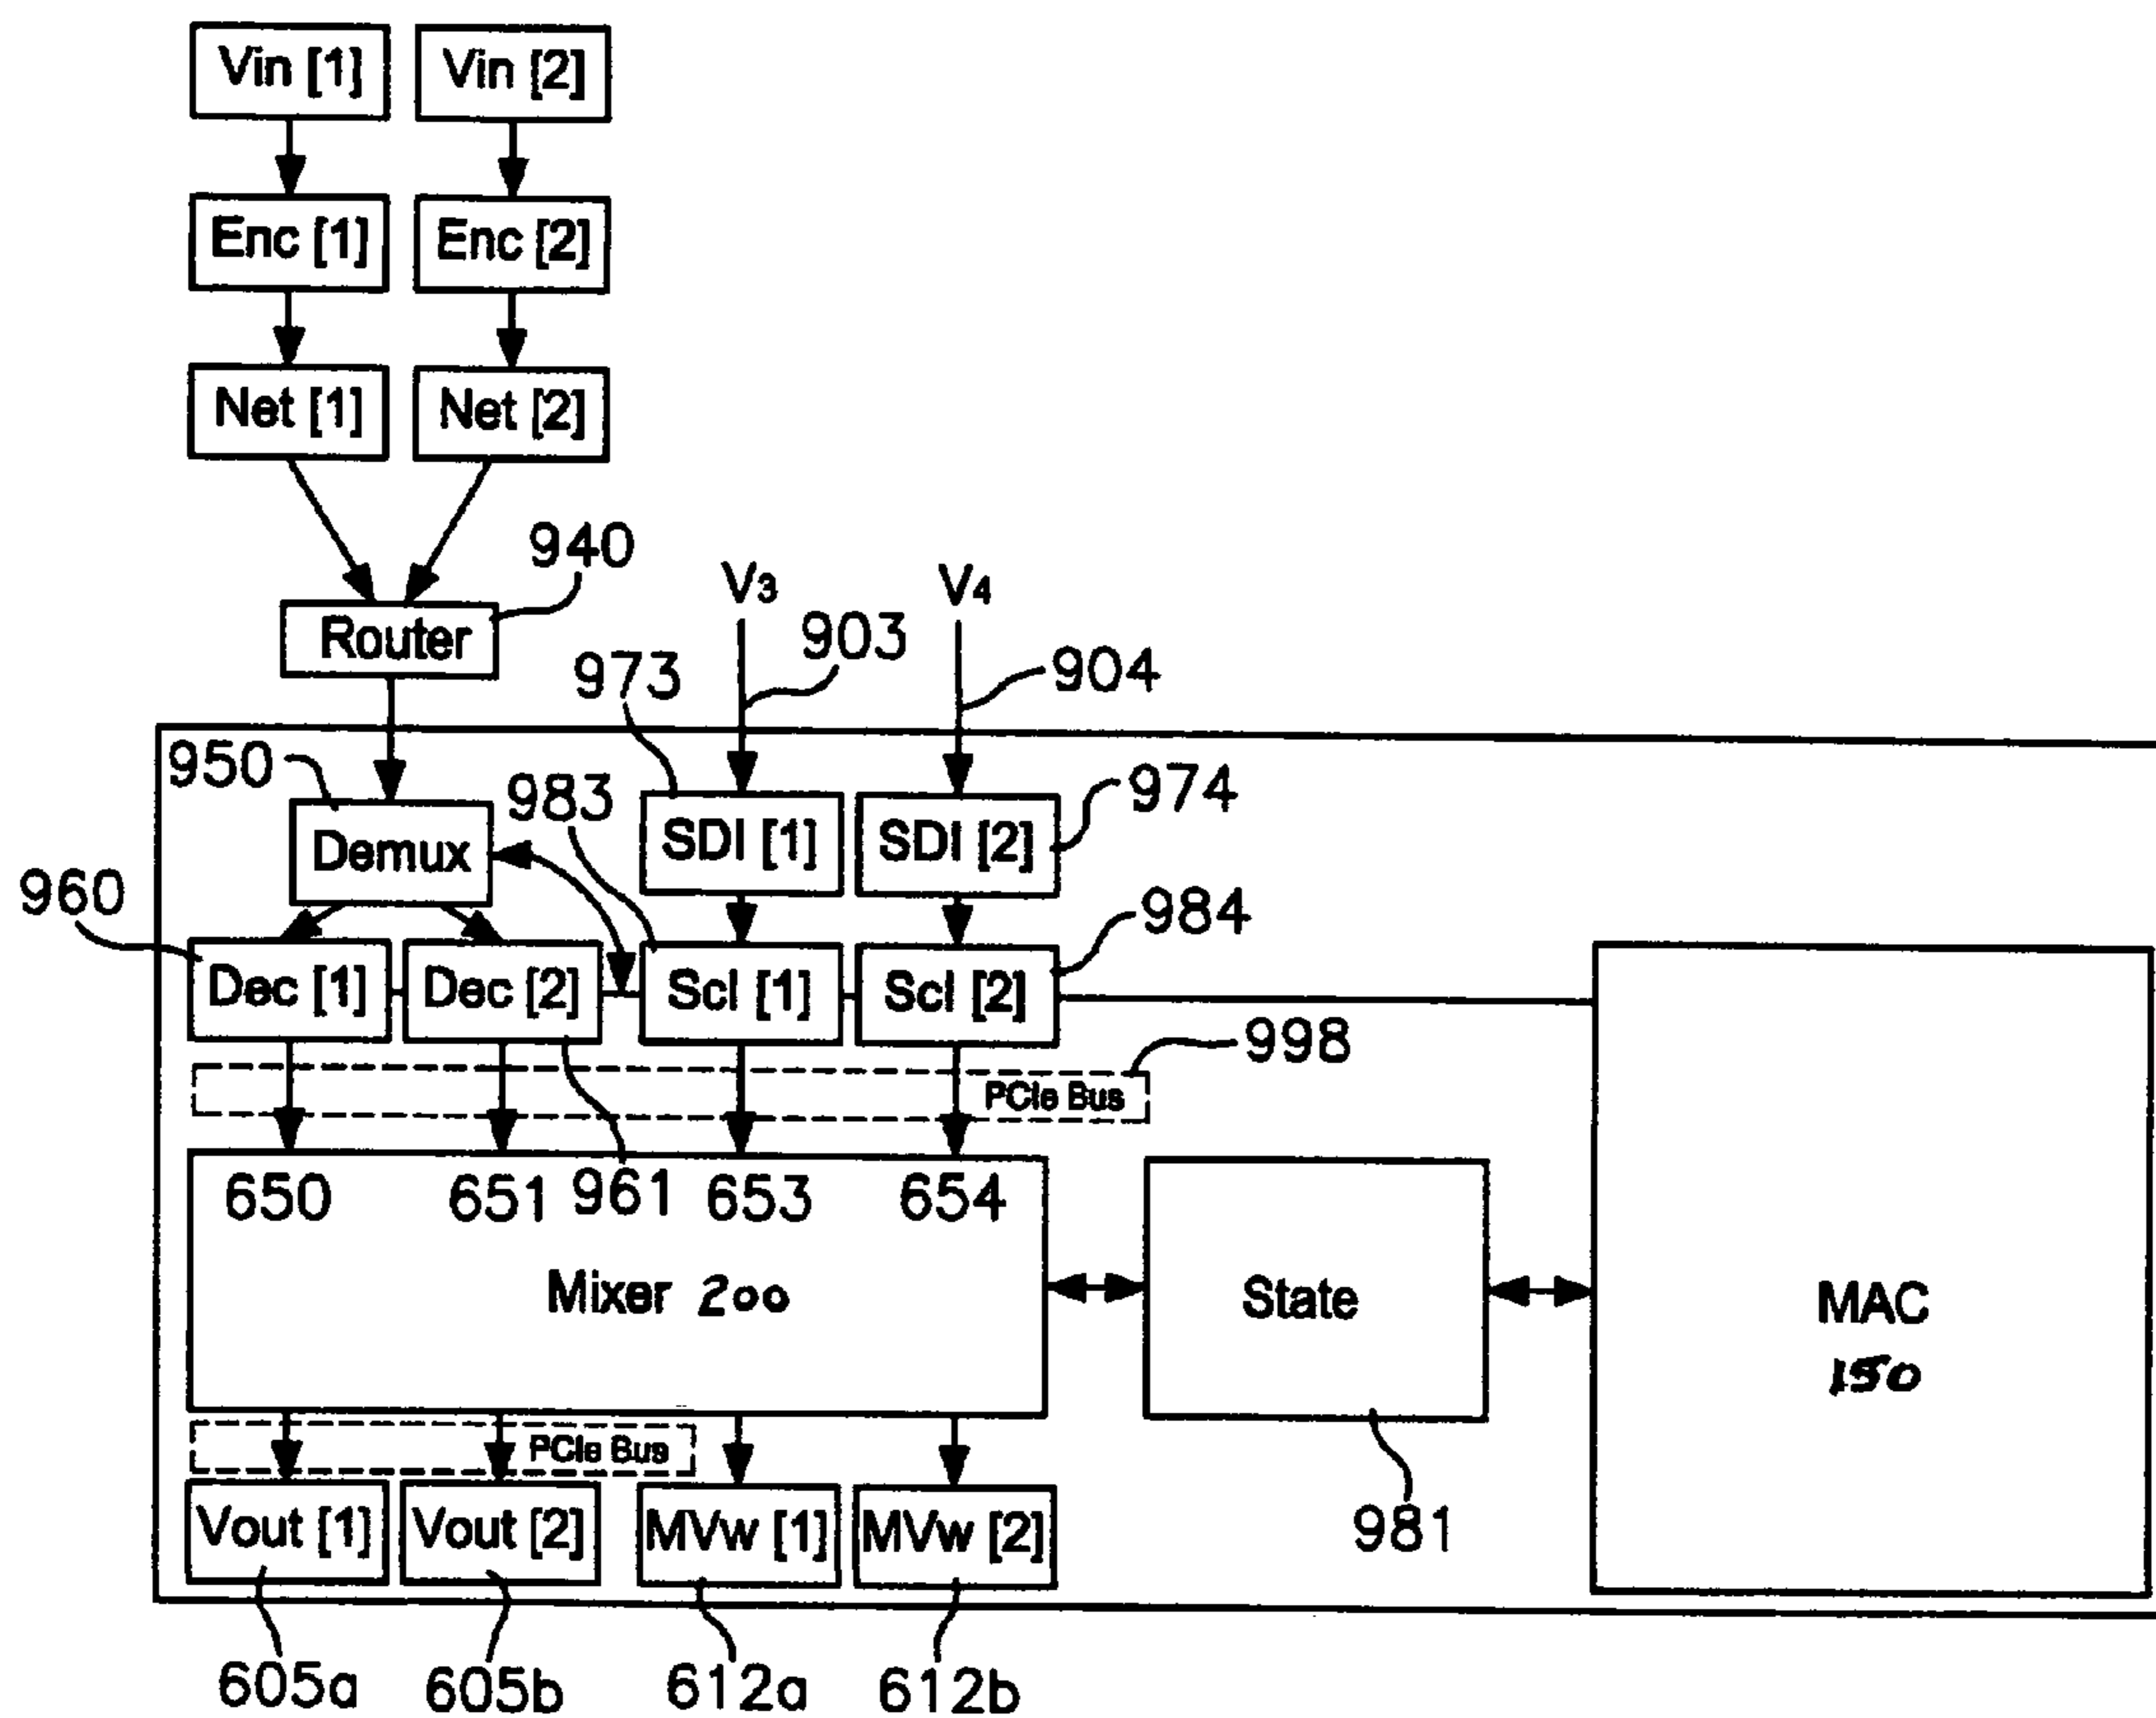 Vin [1] Vin [2]
Enc [1] Enc [2]
Net [1] Net [2]
940
V3 V4
Router
903
973
904
950
983
974
Demux
SDI [1] SDI [2]
960
984
Dec [1] Dec [2] Scl [1] Scl [2]
998
PCIe Bus
650 651 961 653 654
Mixer 200
State
MAC
150
PCIe Bus
Vout [1] Vout [2] MVw [1] MVw [2]
981
605a 605b 612a 612b